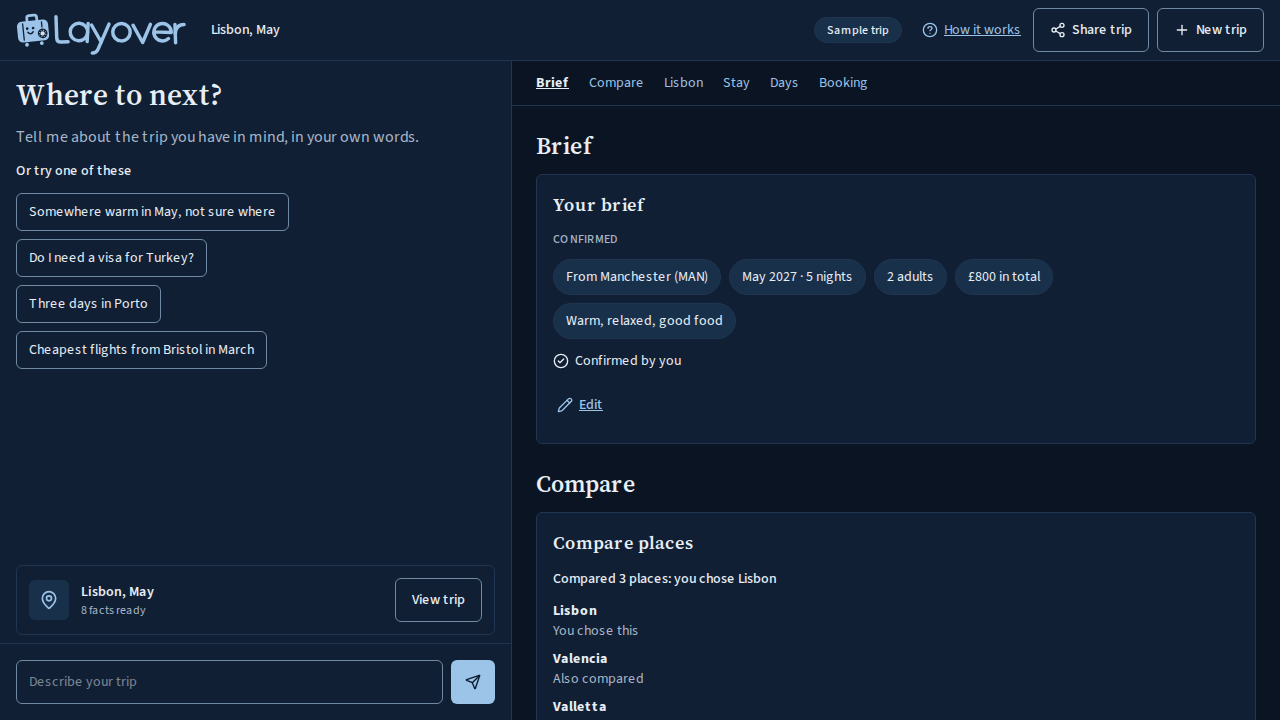 Layover
Lisbon, May
Sample trip
How it works
Share trip
New trip
Where to next?
Tell me about the trip you have in mind, in your own words.
Or try one of these
Somewhere warm in May, not sure where
Do I need a visa for Turkey?
Three days in Porto
Cheapest flights from Bristol in March
Lisbon, May
8 facts ready
View trip
Describe your trip
Brief Compare Lisbon Stay Days Booking
Brief
Your brief
CONFIRMED
From Manchester (MAN) May 2027 · 5 nights 2 adults £800 in total
Warm, relaxed, good food
Confirmed by you
Edit
Compare
Compare places
Compared 3 places: you chose Lisbon
Lisbon
You chose this
Valencia
Also compared
Valletta